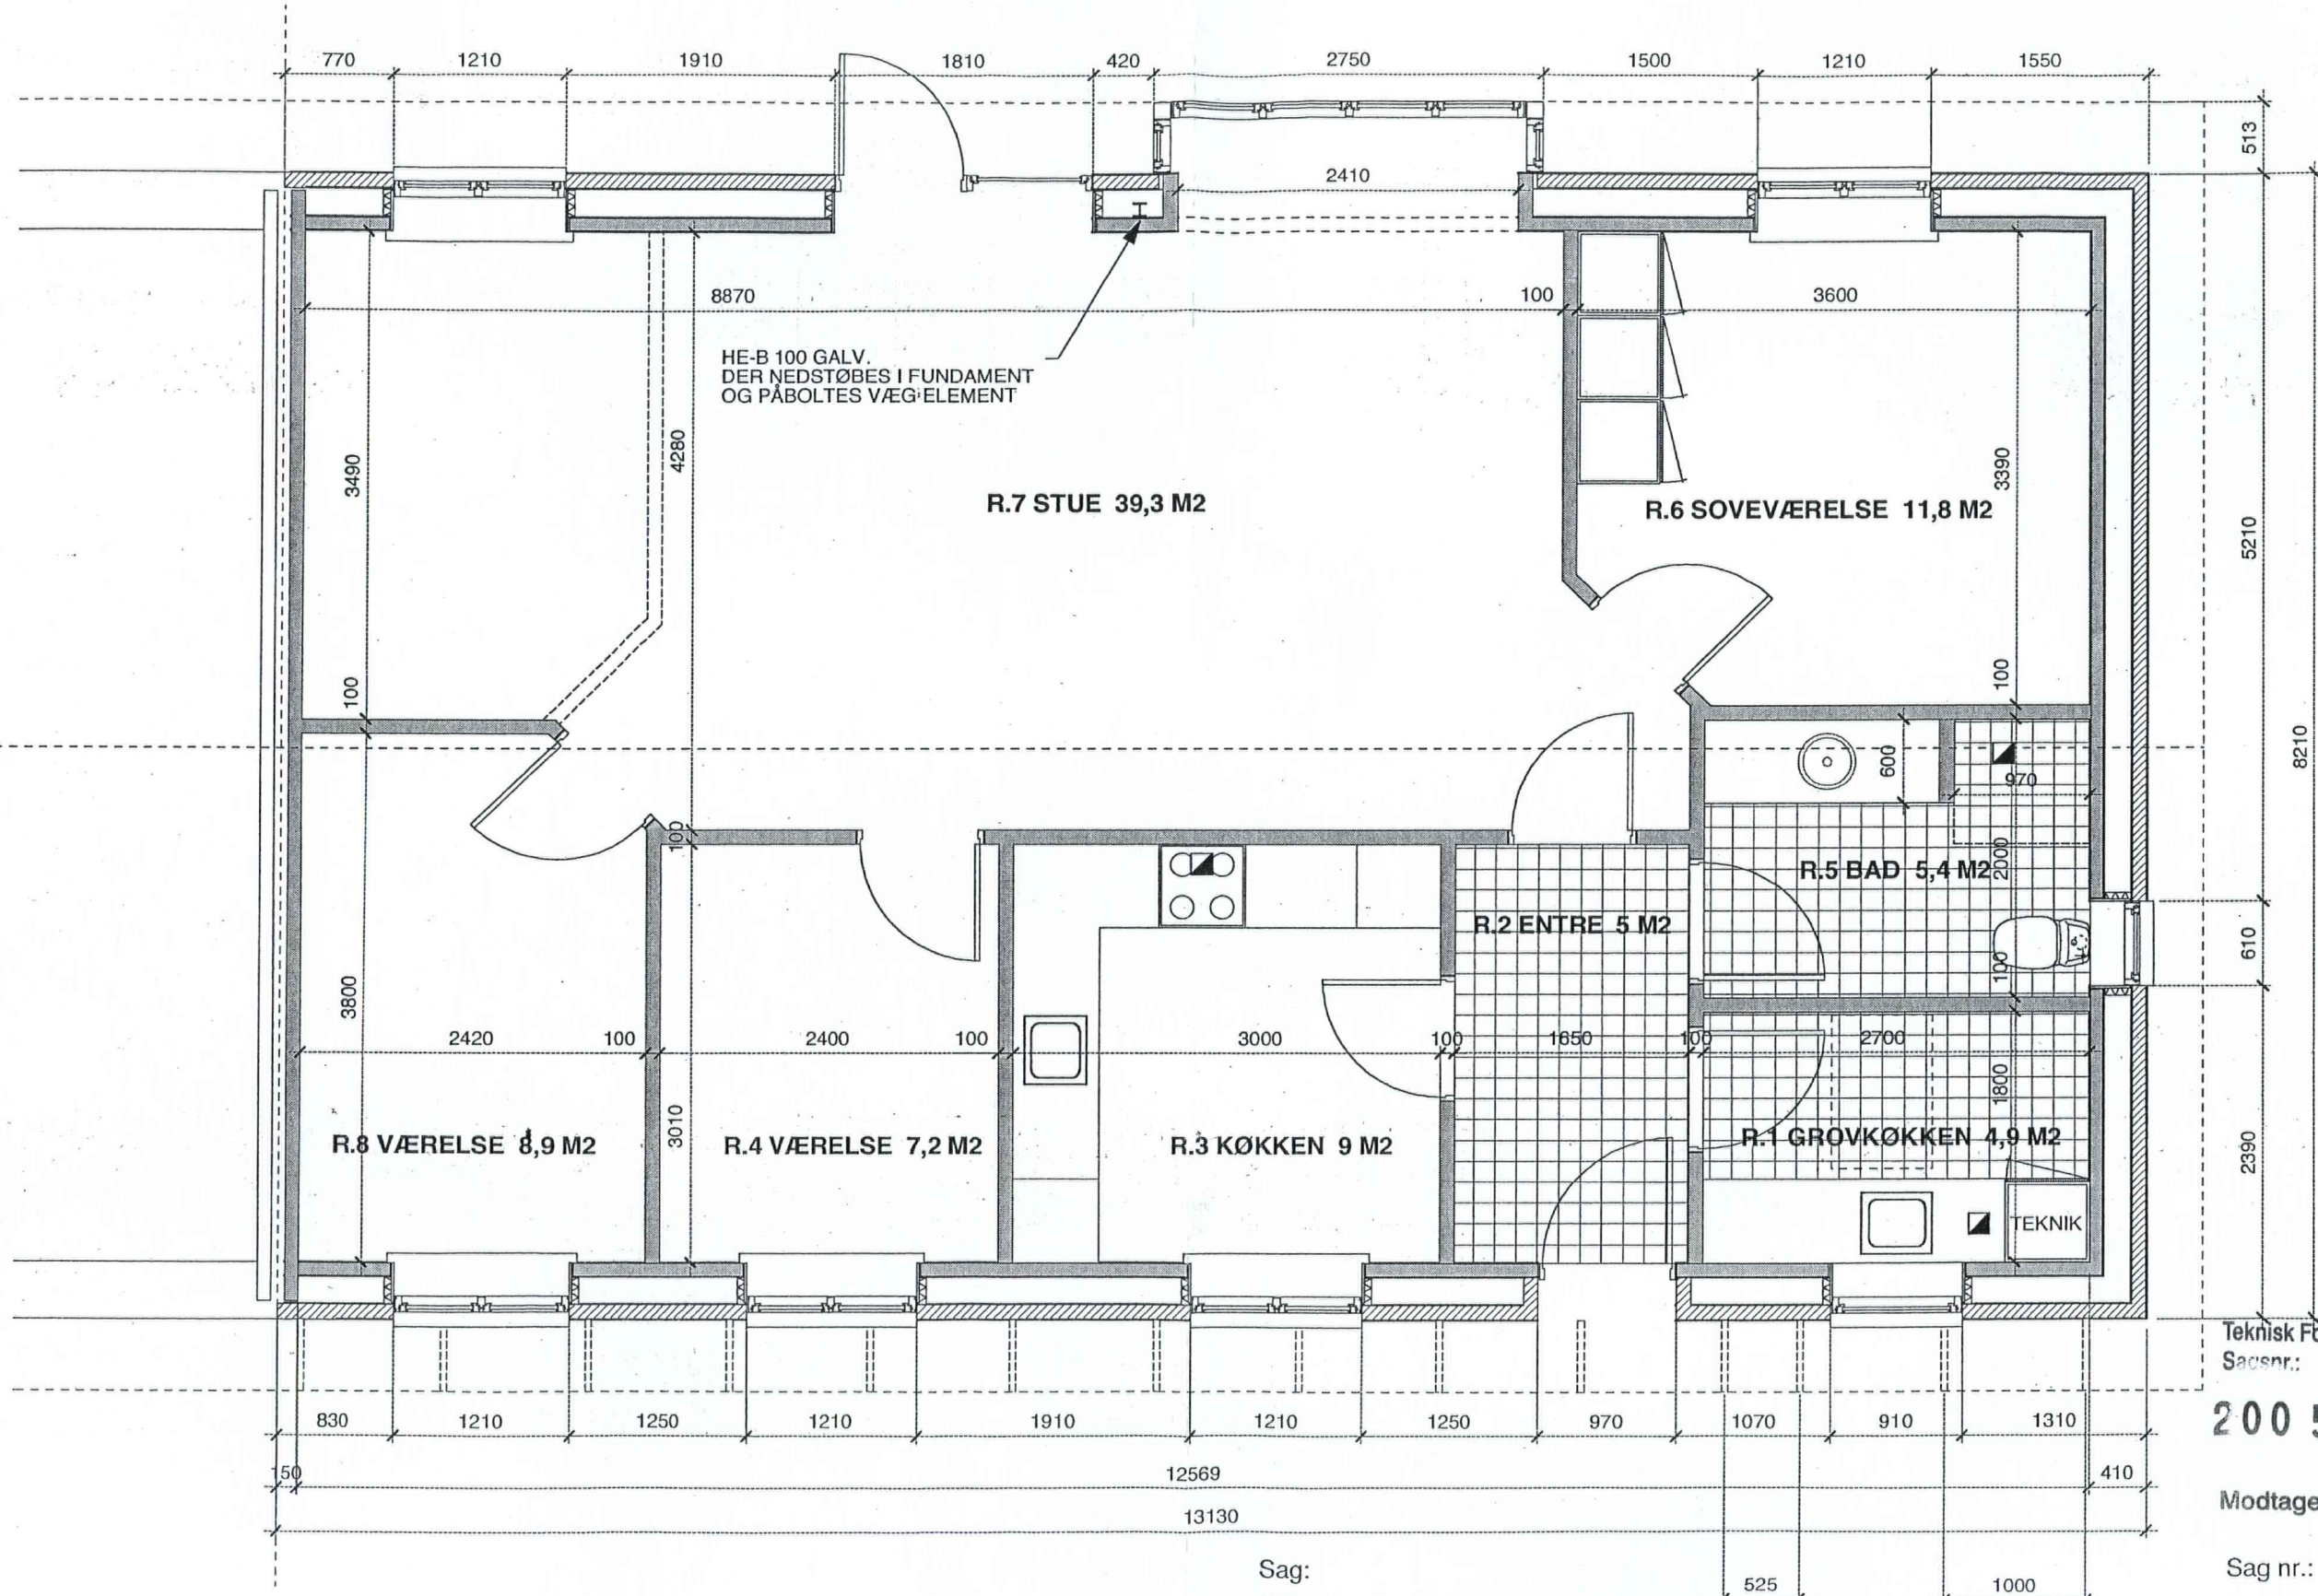 770 1210 1910 1810 420 2750 1500 1210 1550
513
2410
8870 100 3600
HE-B 100 GALV.
DER NEDSTØBES I FUNDAMENT
OG PÅBOLTES VÆG ELEMENT
3490
4280
3390
5210
R.7 STUE 39,3 M2
R.6 SOVEVÆRELSE 11,8 M2
100
100
8210
600
970
100
2000
R.5 BAD 5,4 M2
R.2 ENTRE 5 M2
610
100
3800
2420 100 2400 100 3000 100 1650 100 2700
1800
3010
2390
R.8 VÆRELSE 8,9 M2
R.4 VÆRELSE 7,2 M2
R.3 KØKKEN 9 M2
R.1 GROVKØKKEN 4,9 M2
TEKNIK
Teknisk
Sagsnr.:
830 1210 1250 1210 1910 1210 1250 970 1070 910 1310
200
150 12569 410
Modtage
13130
Sag:
Sag nr.:
525 1000